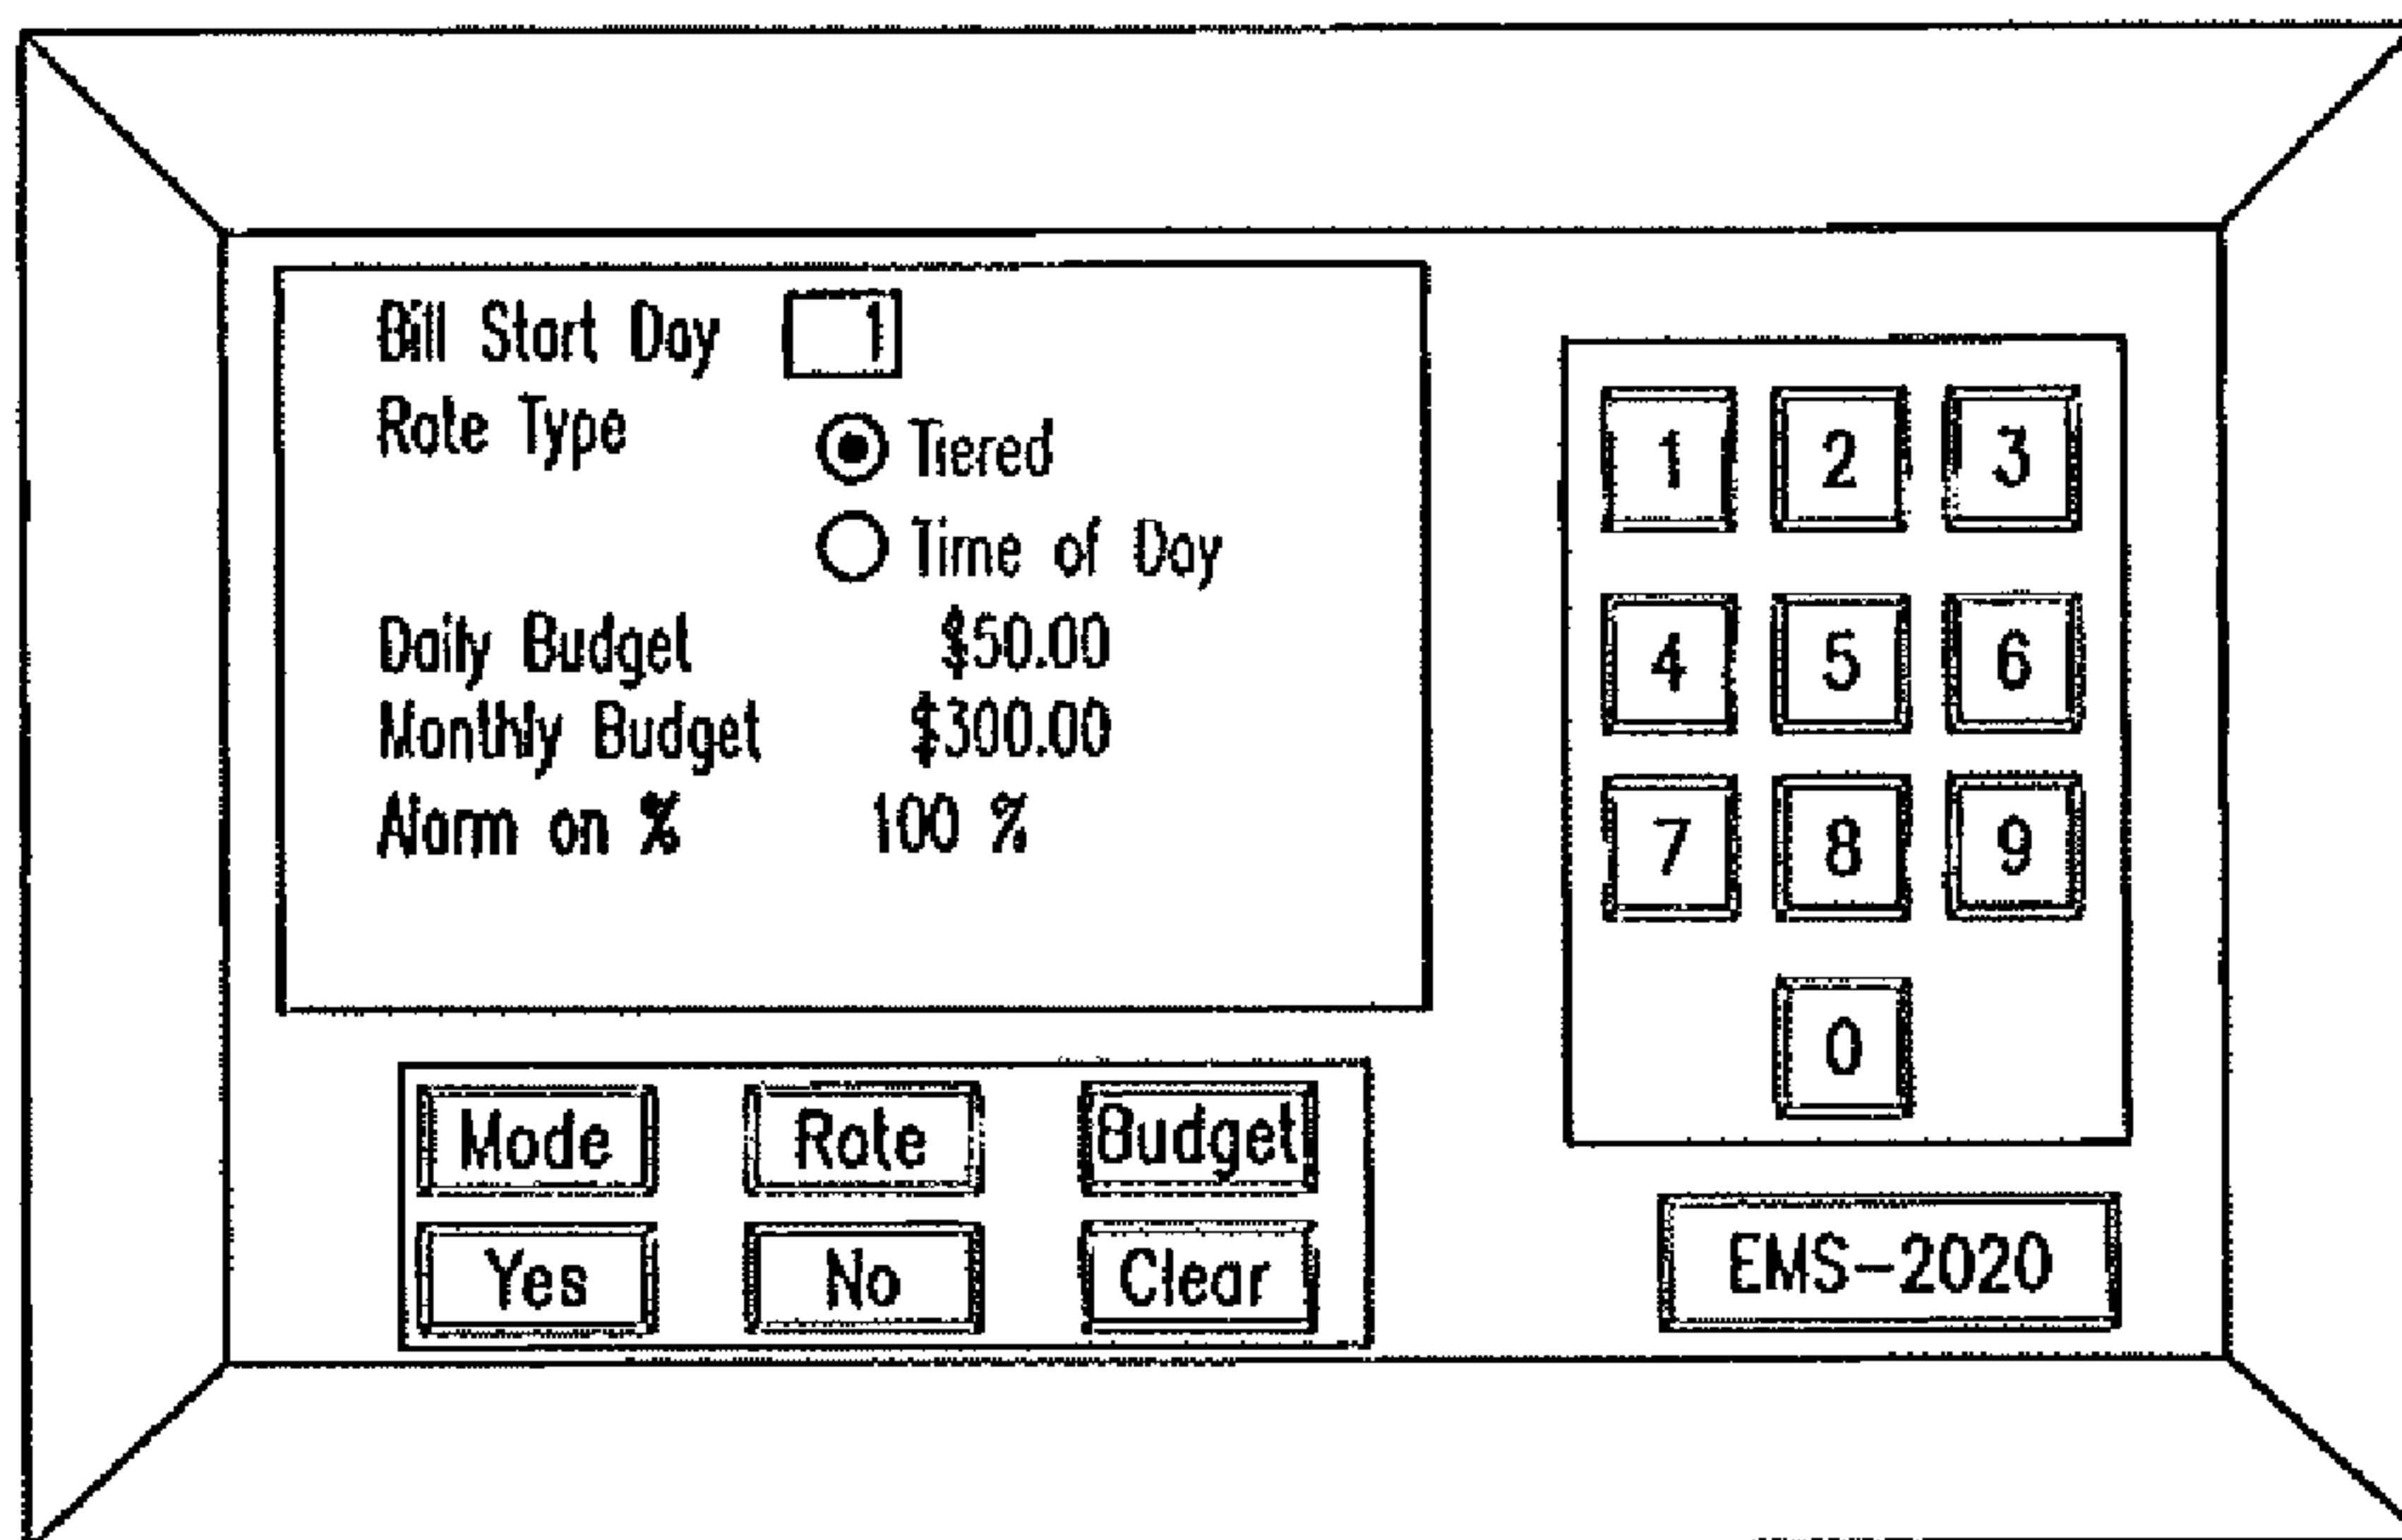 Bill Start Day 1
Rate Type
Tiered
Time of Day
Daily Budget $50.00
Monthly Budget $300.00
Alarm on % 100 %
1 2 3
4 5 6
7 8 9
0
Mode Rate Budget
Yes No Clear
EMS-2020